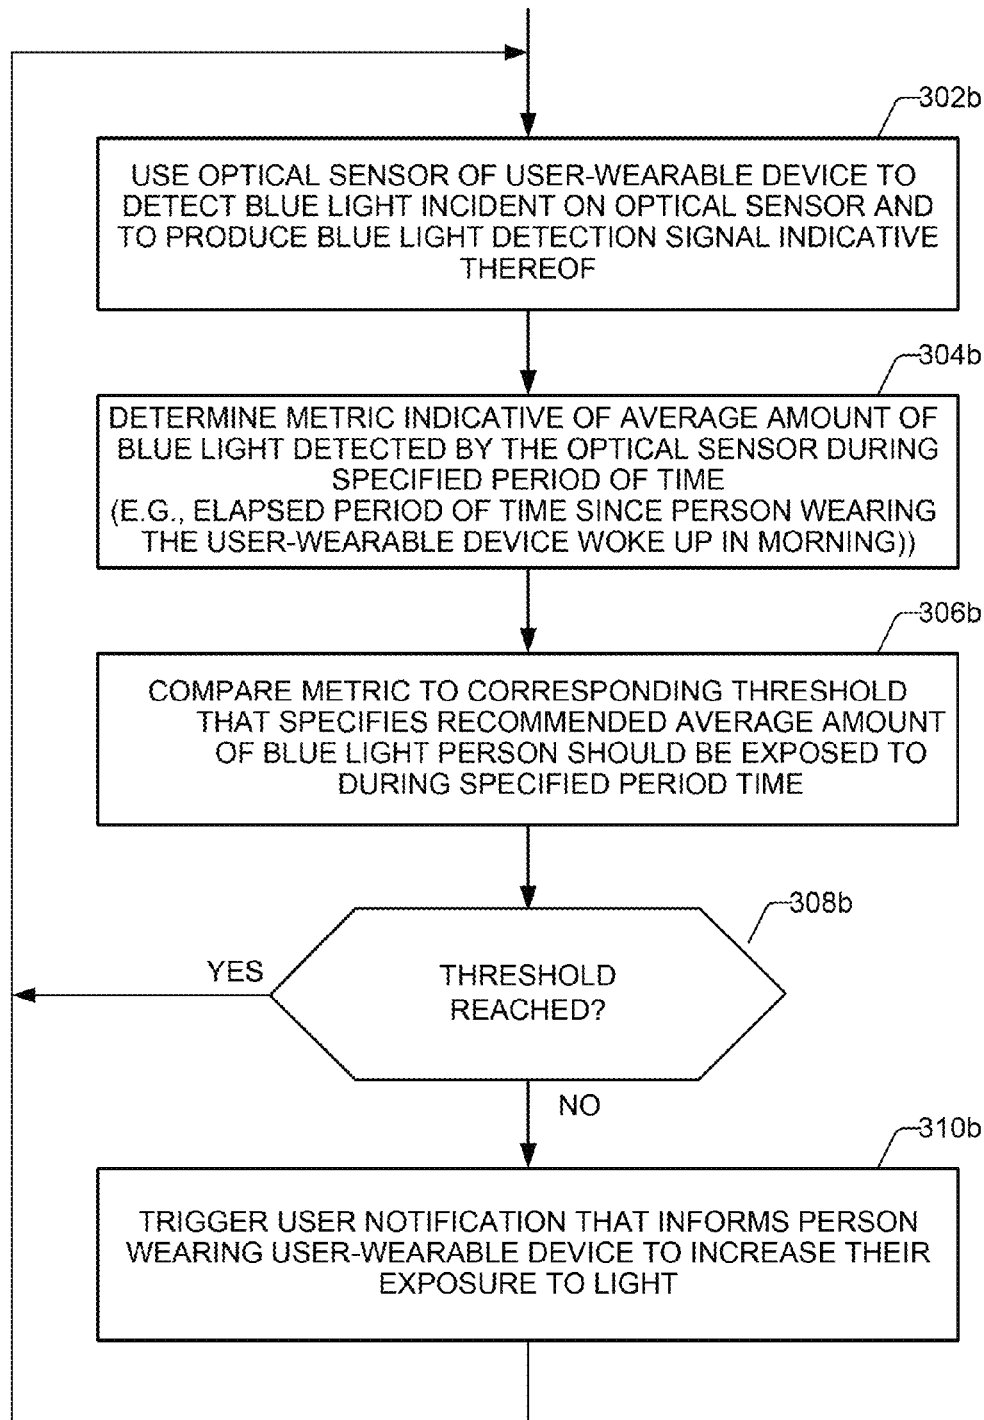 302b
USE OPTICAL SENSOR OF USER-WEARABLE DEVICE TO
DETECT BLUE LIGHT INCIDENT ON OPTICAL SENSOR AND
TO PRODUCE BLUE LIGHT DETECTION SIGNAL INDICATIVE
THEREOF
304b
DETERMINE METRIC INDICATIVE OF AVERAGE AMOUNT OF
BLUE LIGHT DETECTED BY THE OPTICAL SENSOR DURING
SPECIFIED PERIOD OF TIME
(E.G., ELAPSED PERIOD OF TIME SINCE PERSON WEARING
THE USER-WEARABLE DEVICE WOKE UP IN MORNING))
306b
COMPARE METRIC TO CORRESPONDING THRESHOLD
THAT SPECIFIES RECOMMENDED AVERAGE AMOUNT
OF BLUE LIGHT PERSON SHOULD BE EXPOSED TO
DURING SPECIFIED PERIOD TIME
308b
YES
THRESHOLD
REACHED?
NO
310b
TRIGGER USER NOTIFICATION THAT INFORMS PERSON
WEARING USER-WEARABLE DEVICE TO INCREASE THEIR
EXPOSURE TO LIGHT